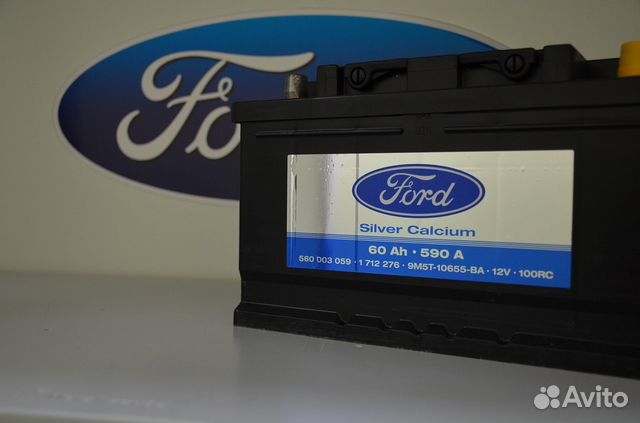 Ford
Ford
Silver Calcium
60 Ah · 590 A
560 003 059 · 1 712 276 · 9M5T-10655-BA · 12V · 100RC
Avito